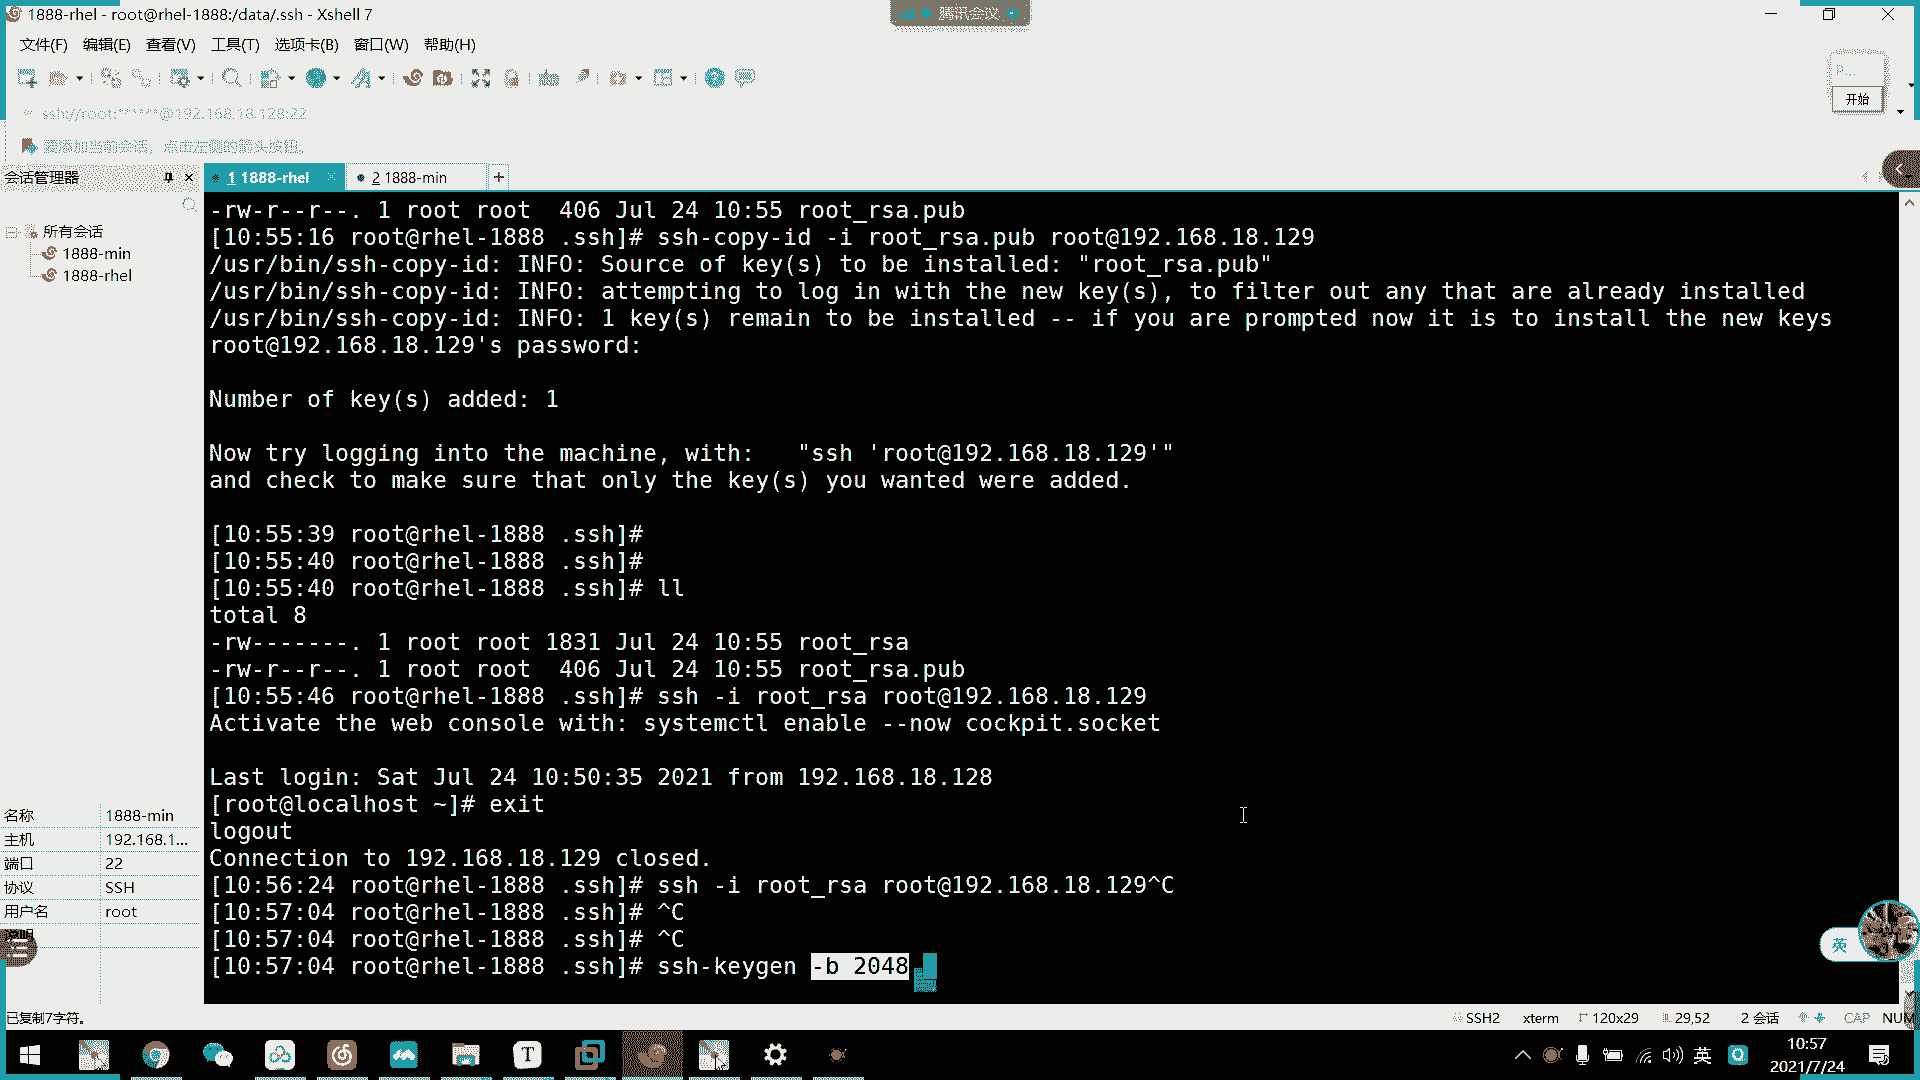 1888-rhel - root@rhel-1888:/data/.ssh - Xshell 7
腾讯会议
文件(F) 编辑(E) 查看(V) 工具(T) 选项卡(B) 窗口(W) 帮助(H)
ssh://root:******@192.168.18.128:22
开始
要添加当前会话，点击左侧的箭头按钮。
会话管理器
1 1888-rhel
2 1888-min
所有会话
1888-min
1888-rhel
-rw-r--r--. 1 root root  406 Jul 24 10:55 root_rsa.pub
[10:55:16 root@rhel-1888 .ssh]# ssh-copy-id -i root_rsa.pub root@192.168.18.129
/usr/bin/ssh-copy-id: INFO: Source of key(s) to be installed: "root_rsa.pub"
/usr/bin/ssh-copy-id: INFO: attempting to log in with the new key(s), to filter out any that are already installed
/usr/bin/ssh-copy-id: INFO: 1 key(s) remain to be installed -- if you are prompted now it is to install the new keys
root@192.168.18.129's password:
Number of key(s) added: 1
Now try logging into the machine, with:   "ssh 'root@192.168.18.129'"
and check to make sure that only the key(s) you wanted were added.
[10:55:39 root@rhel-1888 .ssh]#
[10:55:40 root@rhel-1888 .ssh]#
[10:55:40 root@rhel-1888 .ssh]# ll
total 8
-rw-------. 1 root root 1831 Jul 24 10:55 root_rsa
-rw-r--r--. 1 root root  406 Jul 24 10:55 root_rsa.pub
[10:55:46 root@rhel-1888 .ssh]# ssh -i root_rsa root@192.168.18.129
Activate the web console with: systemctl enable --now cockpit.socket
Last login: Sat Jul 24 10:50:35 2021 from 192.168.18.128
[root@localhost ~]# exit
logout
Connection to 192.168.18.129 closed.
[10:56:24 root@rhel-1888 .ssh]# ssh -i root_rsa root@192.168.18.129^C
[10:57:04 root@rhel-1888 .ssh]# ^C
[10:57:04 root@rhel-1888 .ssh]# ^C
[10:57:04 root@rhel-1888 .ssh]# ssh-keygen -b 2048
名称 1888-min
主机 192.168.1...
端口 22
协议 SSH
用户名 root
说明
英
已复制7字符。
SSH2 xterm 120x29 29,52 2 会话 CAP NUM
英
10:57
2021/7/24